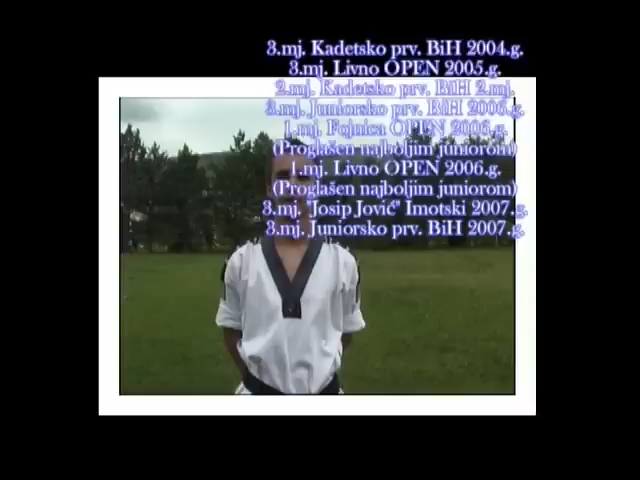 3.mj. Kadetsko prv. BiH 2004.g.
3.mj. Livno OPEN 2005.g.
2.mj. Kadetsko prv. BiH 2.mj.
3.mj. Juniorsko prv. BiH 2006.g.
1.mj. Fojnica OPEN 2006.g.
(Proglašen najboljim juniorom)
1.mj. Livno OPEN 2006.g.
(Proglašen najboljim juniorom)
3.mj. "Josip Jović" Imotski 2007.g.
3.mj. Juniorsko prv. BiH 2007.g.